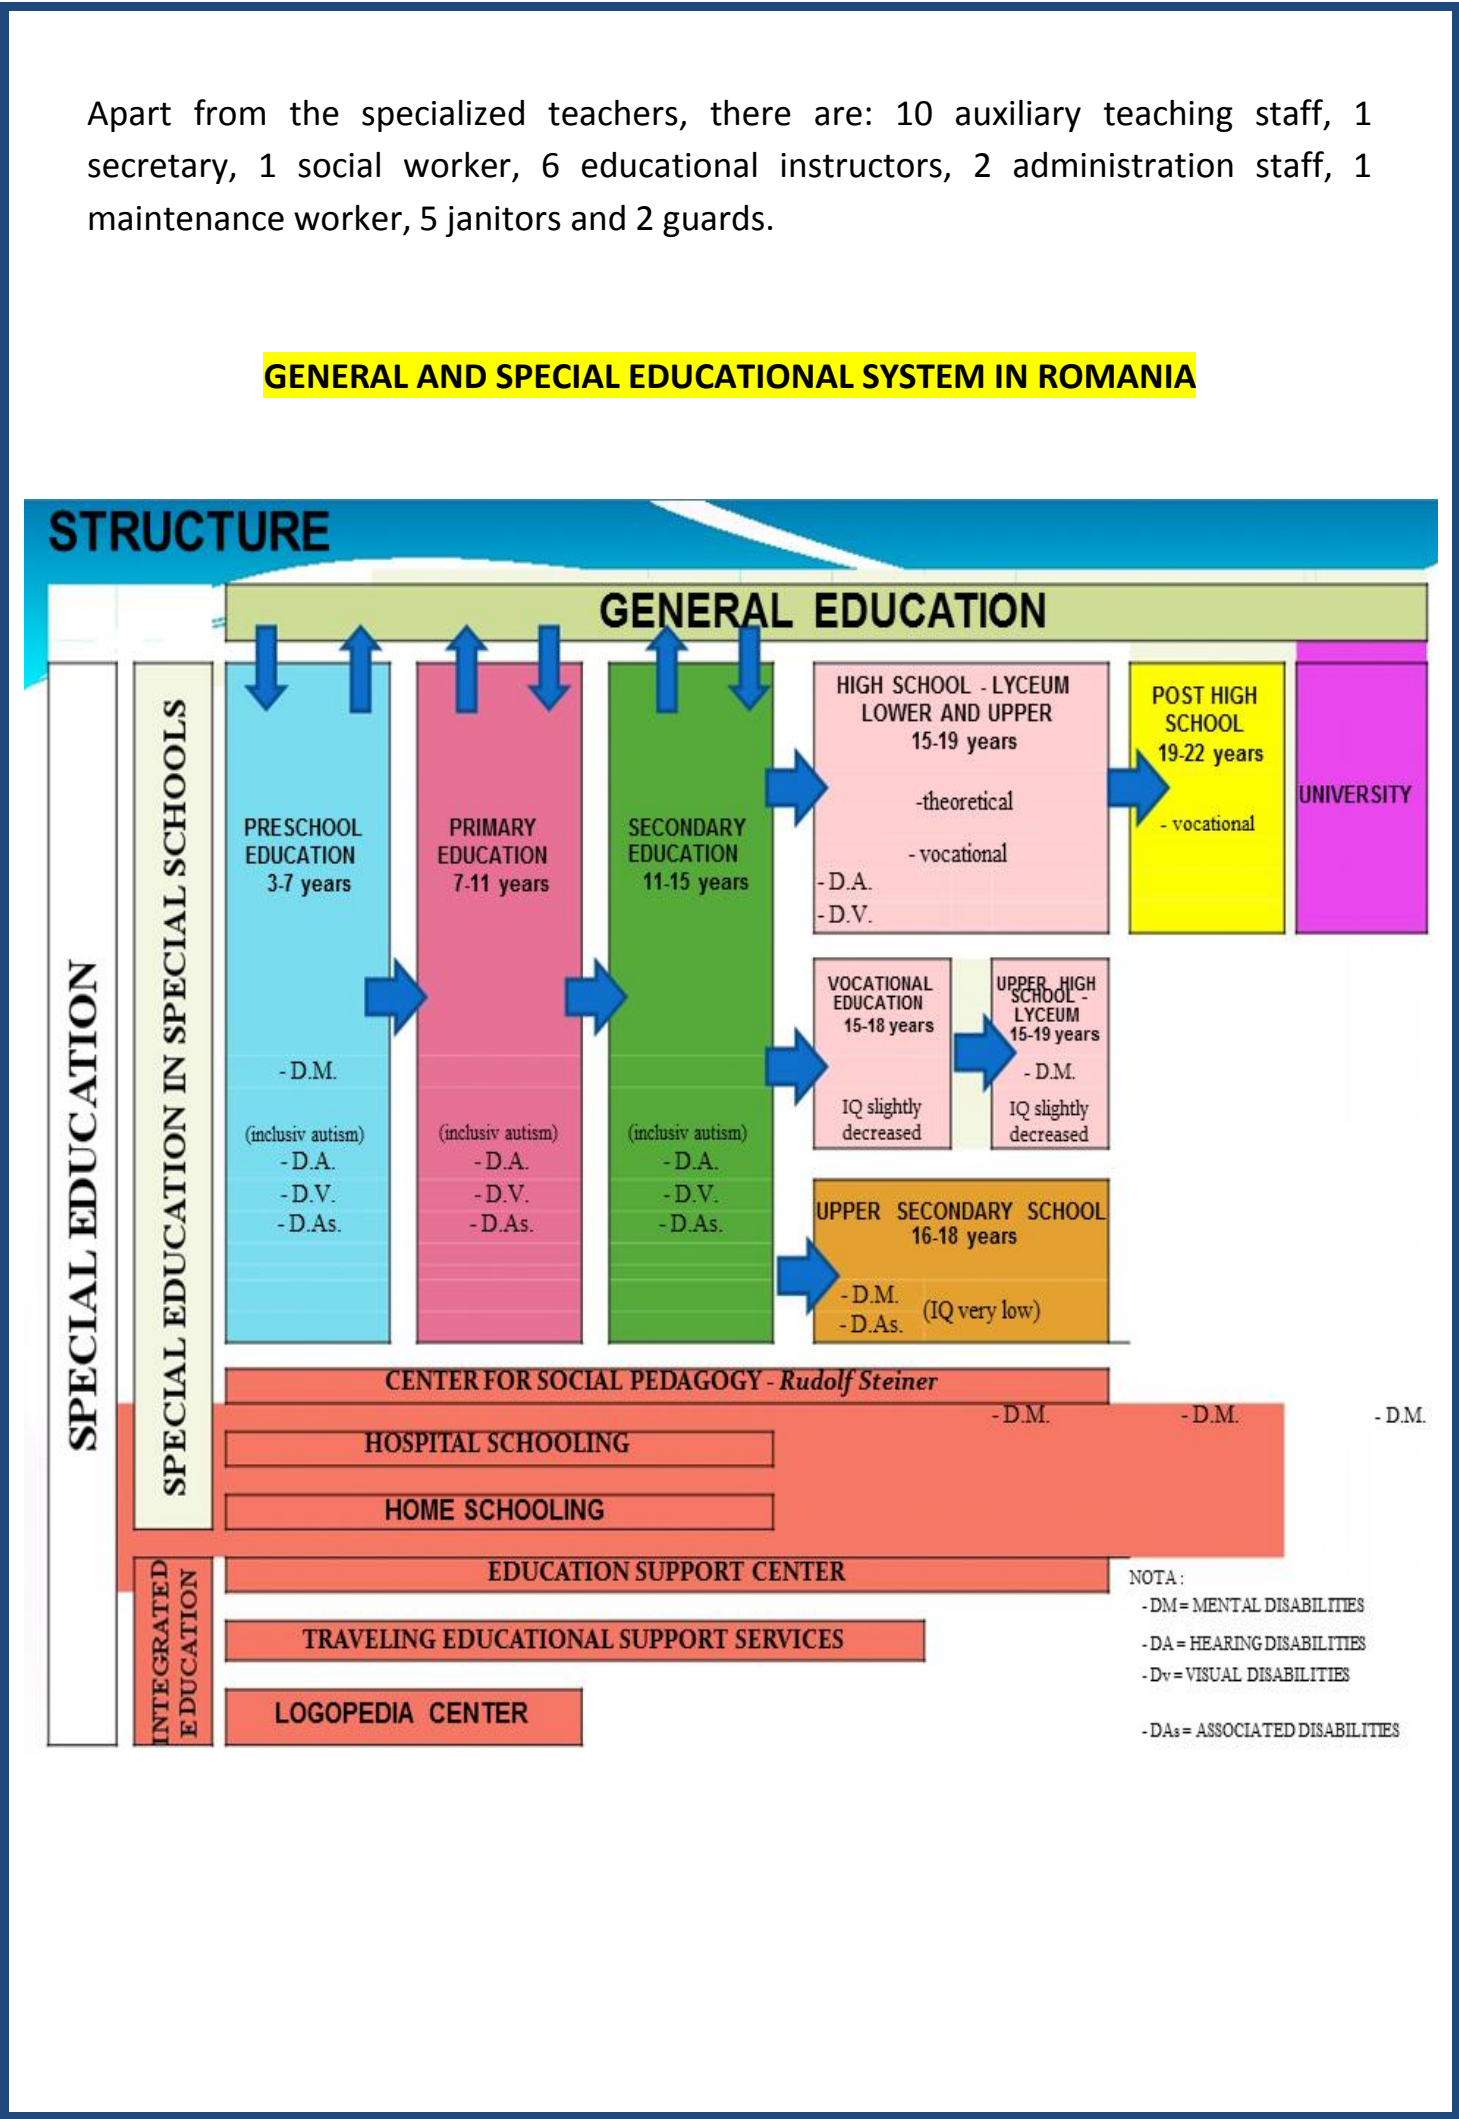 Apart from the specialized teachers, there are: 10 auxiliary teaching staff, 1
secretary, 1 social worker, 6 educational instructors, 2 administration staff, 1
maintenance worker, 5 janitors and 2 guards.
GENERAL AND SPECIAL EDUCATIONAL SYSTEM IN ROMANIA
STRUCTURE
GENERAL EDUCATION
SPECIAL EDUCATION
SPECIAL EDUCATION IN SPECIAL SCHOOLS
PRESCHOOL
EDUCATION
3-7 years
- D.M.
(inclusiv autism)
- D.A.
- D.V.
- D.As.
PRIMARY
EDUCATION
7-11 years
(inclusiv autism)
- D.A.
- D.V.
- D.As.
SECONDARY
EDUCATION
11-15 years
(inclusiv autism)
- D.A.
- D.V.
- D.As.
HIGH SCHOOL - LYCEUM
LOWER AND UPPER
15-19 years
-theoretical
- vocational
- D.A.
- D.V.
POST HIGH
SCHOOL
19-22 years
- vocational
UNIVERSITY
VOCATIONAL
EDUCATION
15-18 years
IQ slightly
decreased
UPPER HIGH
SCHOOL -
LYCEUM
15-19 years
- D.M.
IQ slightly
decreased
UPPER SECONDARY SCHOOL
16-18 years
- D.M.
- D.As.
(IQ very low)
CENTER FOR SOCIAL PEDAGOGY - Rudolf Steiner
- D.M. - D.M. - D.M.
HOSPITAL SCHOOLING
HOME SCHOOLING
INTEGRATED
EDUCATION
EDUCATION SUPPORT CENTER
TRAVELING EDUCATIONAL SUPPORT SERVICES
LOGOPEDIA CENTER
NOTA :
- DM = MENTAL DISABILITIES
- DA = HEARING DISABILITIES
- Dv = VISUAL DISABILITIES
- DAs = ASSOCIATED DISABILITIES